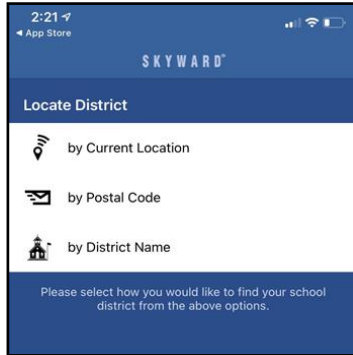 2:21
◀ App Store
SKYWARD®
Locate District
by Current Location
by Postal Code
by District Name
Please select how you would like to find your school
district from the above options.